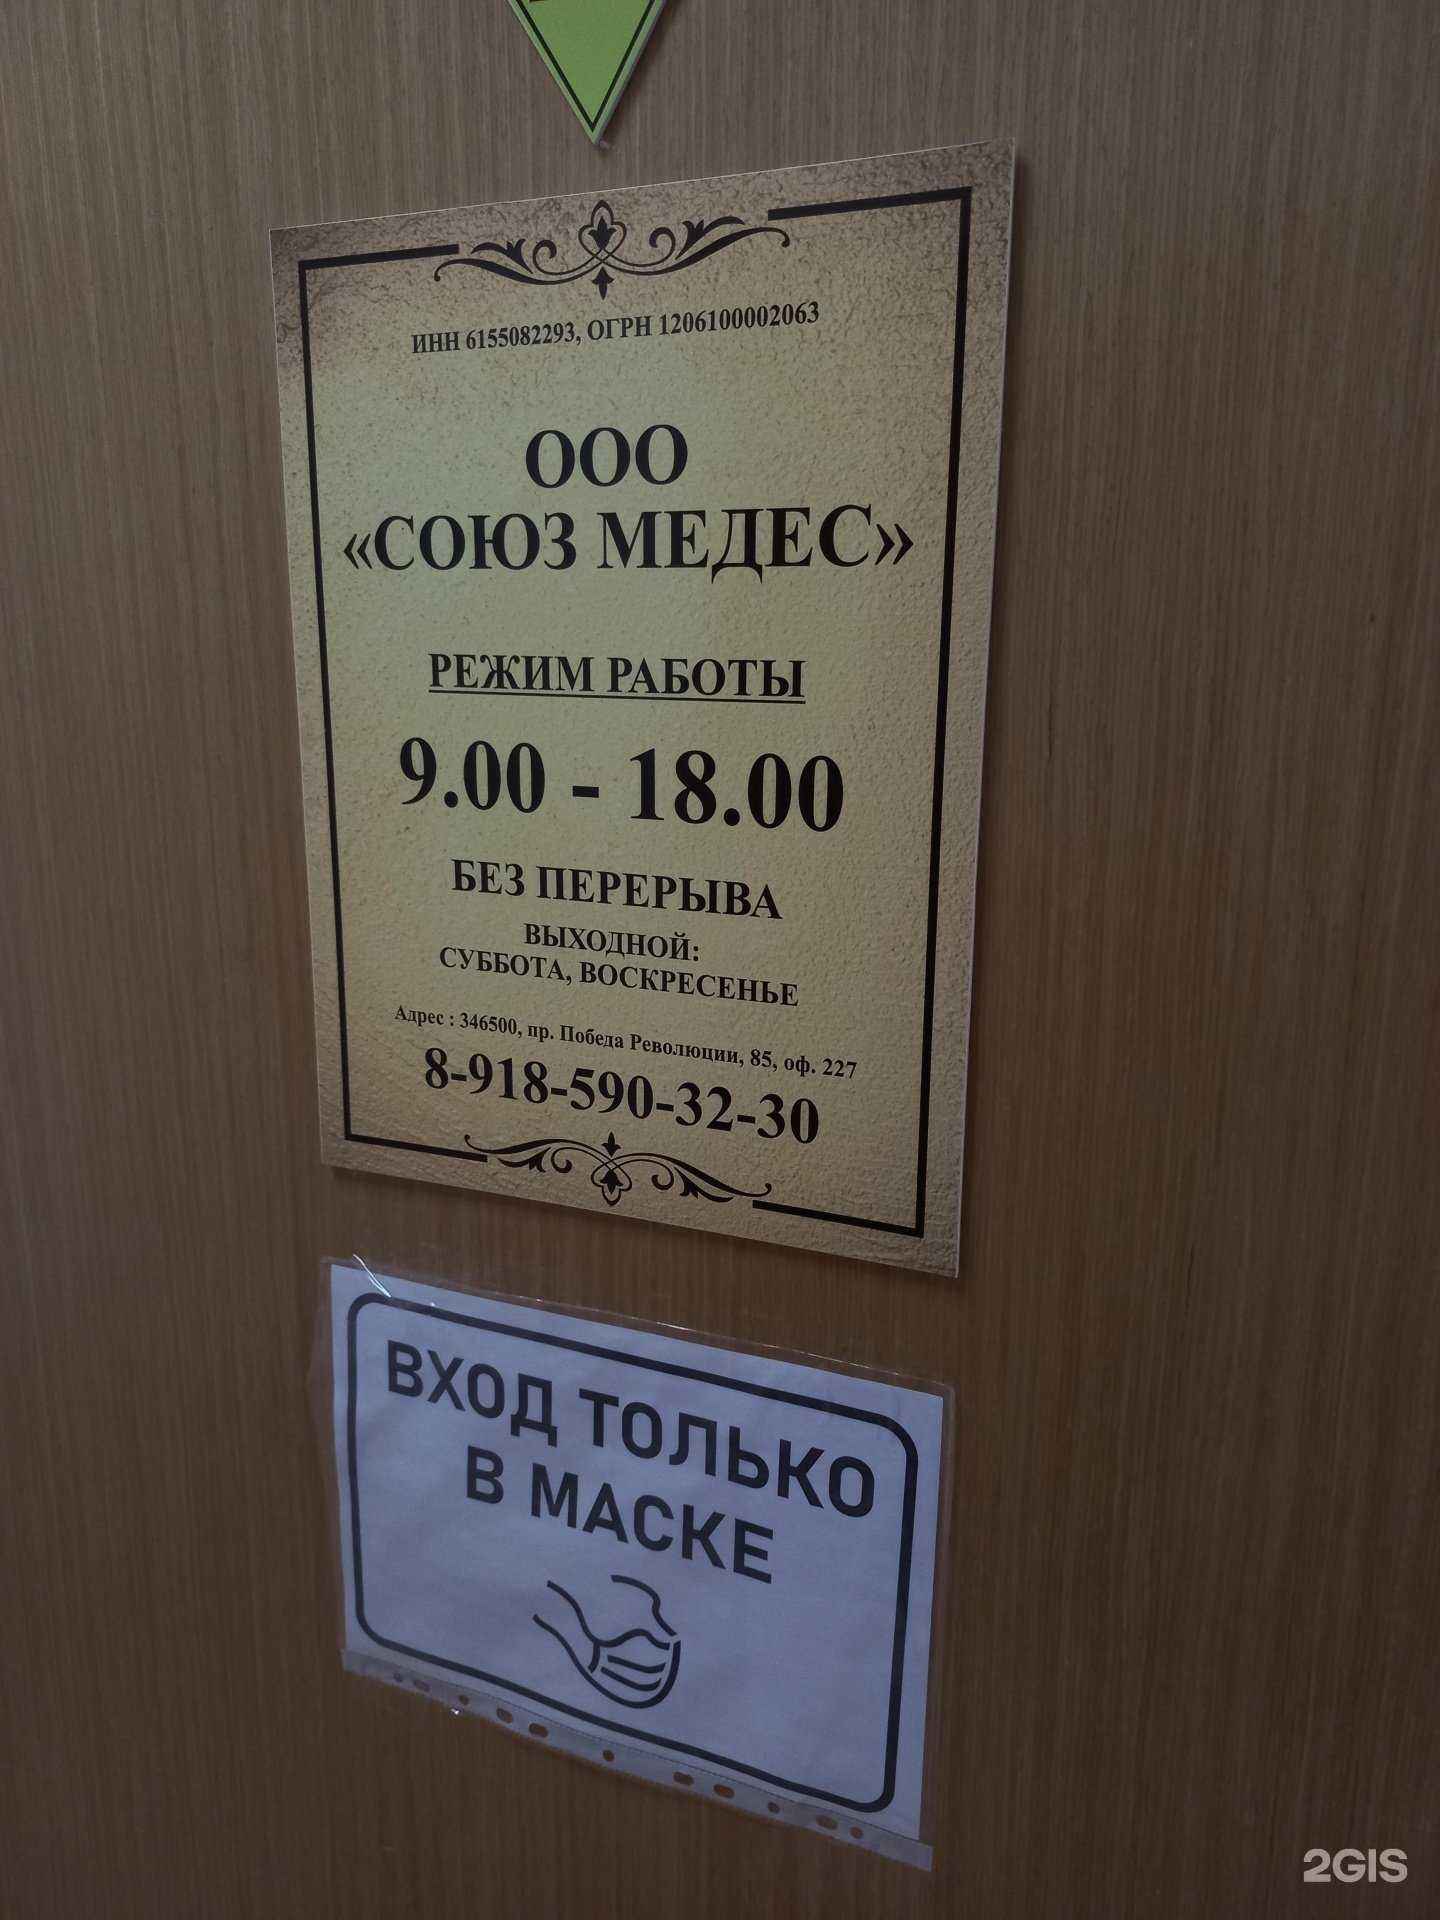 ИНН 6155082293, ОГРН 1206100002063
ООО
«СОЮЗ МЕДЕС»
РЕЖИМ РАБОТЫ
9.00 - 18.00
БЕЗ ПЕРЕРЫВА
ВЫХОДНОЙ:
СУББОТА, ВОСКРЕСЕНЬЕ
Адрес : 346500, пр. Победа Революции, 85, оф. 227
8-918-590-32-30
ВХОД ТОЛЬКО
В МАСКЕ
2GIS